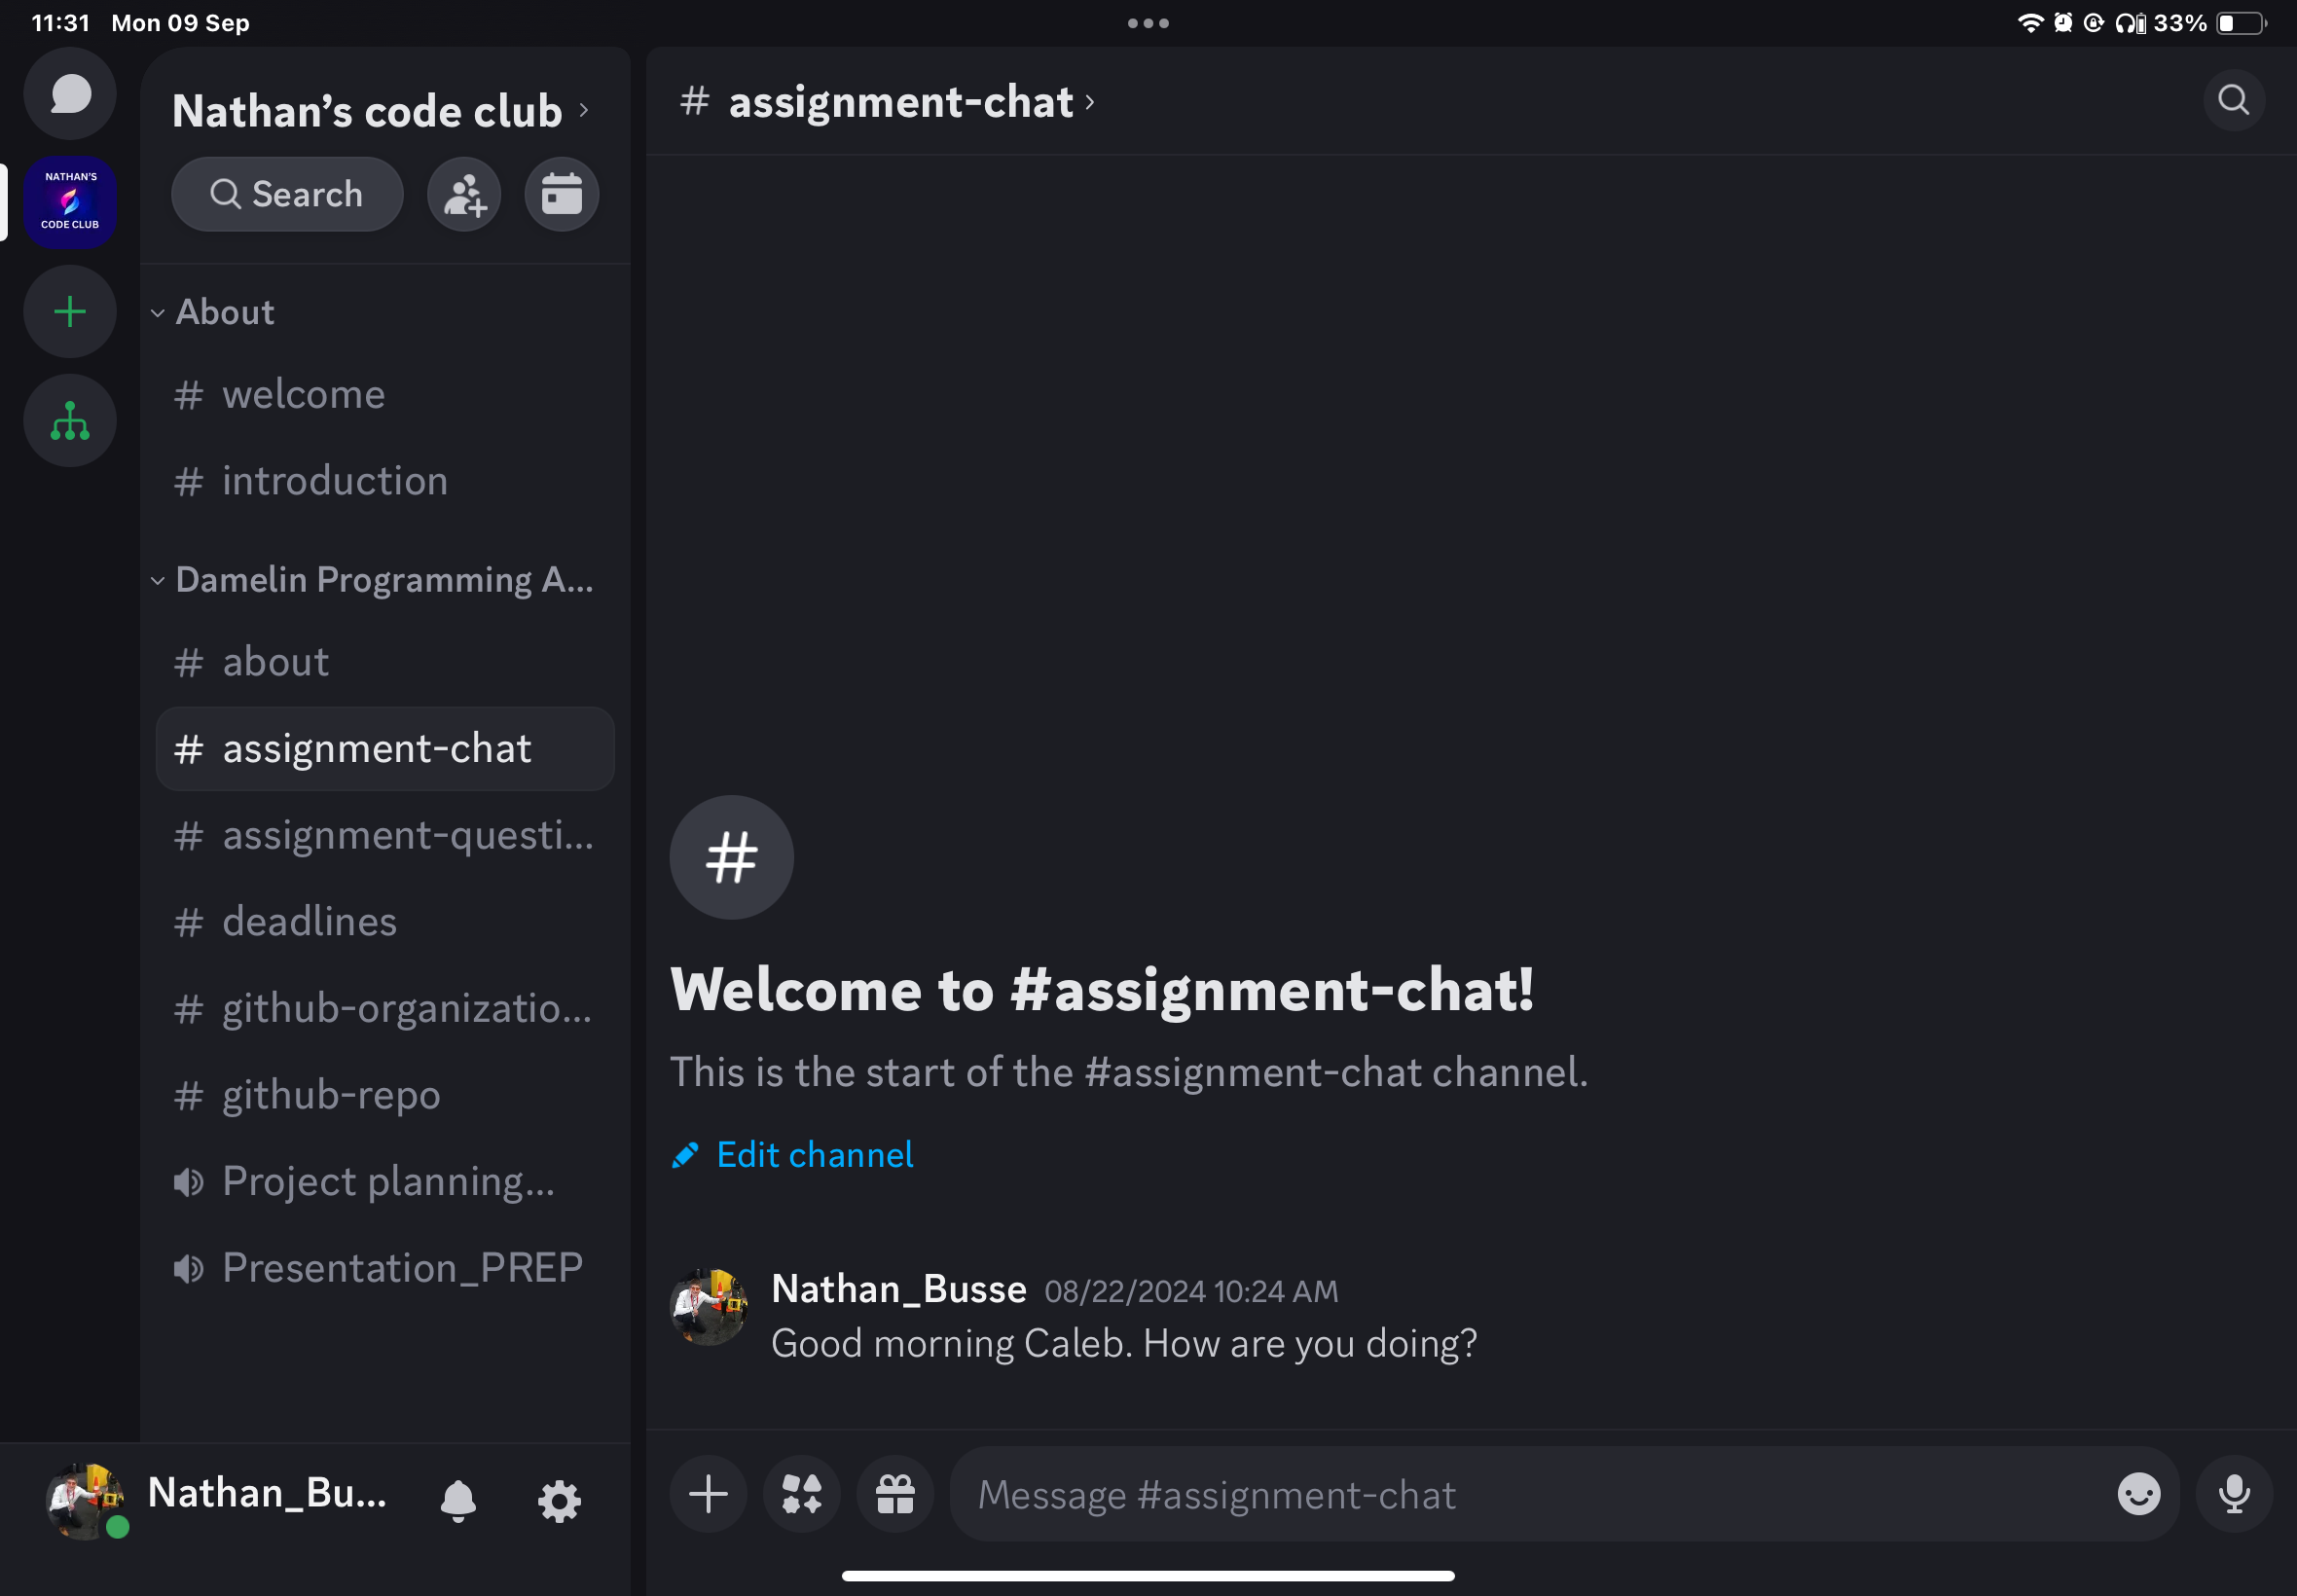 11:31 Mon 09 Sep
33%
NATHAN'S
CODE CLUB
Nathan’s code club
Search
About
# welcome
# introduction
Damelin Programming A...
# about
# assignment-chat
# assignment-questi...
# deadlines
# github-organizatio...
# github-repo
Project planning...
Presentation_PREP
Nathan_Bu...
# assignment-chat
#
Welcome to #assignment-chat!
This is the start of the #assignment-chat channel.
Edit channel
Nathan_Busse 08/22/2024 10:24 AM
Good morning Caleb. How are you doing?
Message #assignment-chat